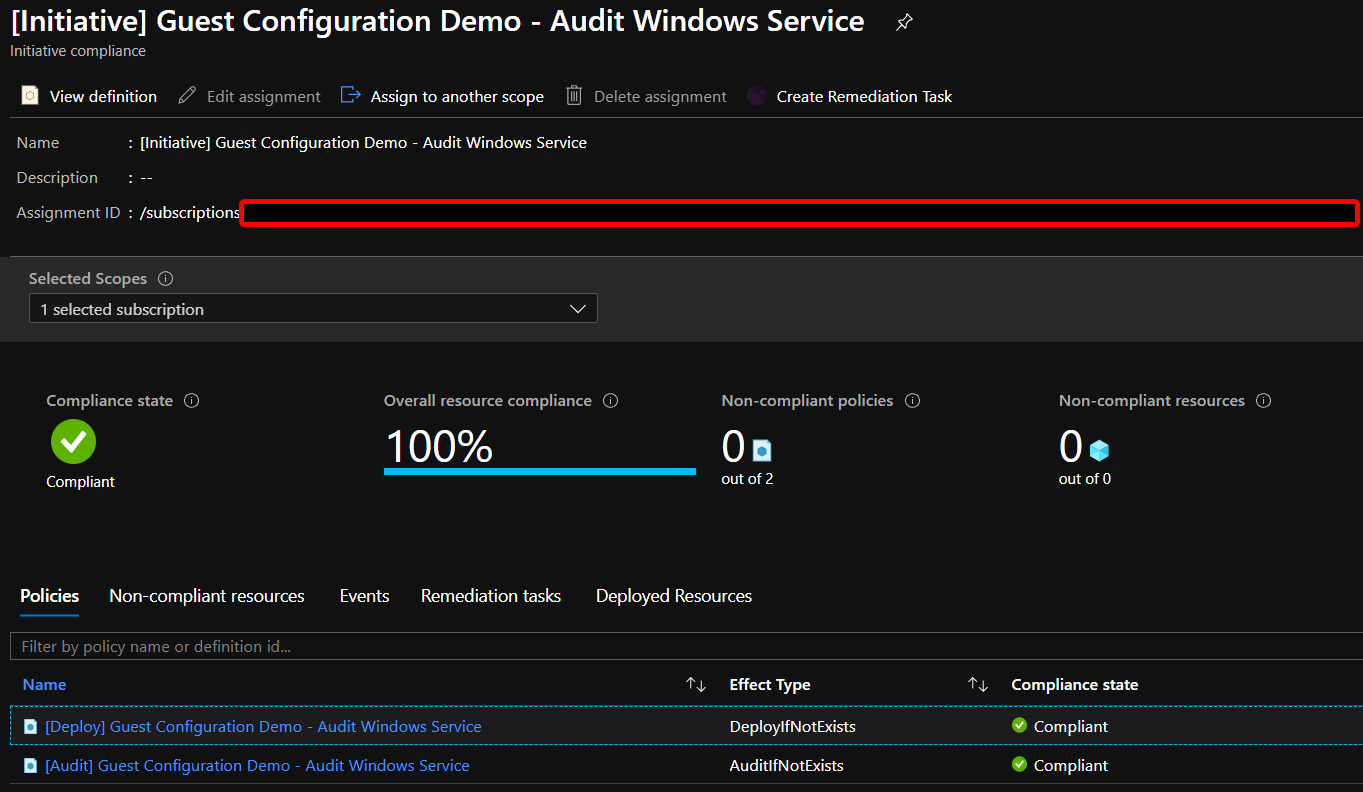 [Initiative] Guest Configuration Demo - Audit Windows Service
Initiative compliance
View definition Edit assignment Assign to another scope Delete assignment Create Remediation Task
Name : [Initiative] Guest Configuration Demo - Audit Windows Service
Description : --
Assignment ID : /subscriptions
Selected Scopes
1 selected subscription
Compliance state Overall resource compliance Non-compliant policies Non-compliant resources
100% 0 0
Compliant out of 2 out of 0
Policies Non-compliant resources Events Remediation tasks Deployed Resources
Filter by policy name or definition id...
Name Effect Type Compliance state
[Deploy] Guest Configuration Demo - Audit Windows Service DeployIfNotExists Compliant
[Audit] Guest Configuration Demo - Audit Windows Service AuditIfNotExists Compliant